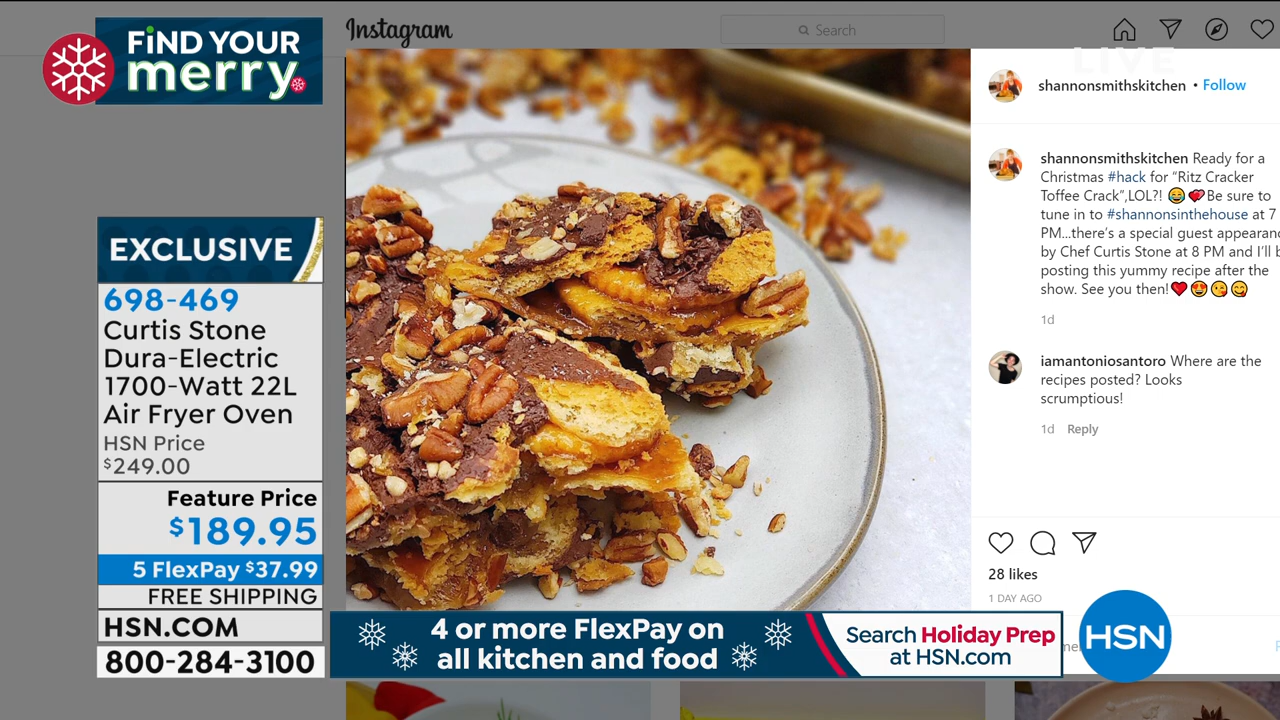 FiND YOUR
merry
EXCLUSIVE
698-469
Curtis Stone
Dura-Electric
1700-Watt 22L
Air Fryer Oven
HSN Price
$249.00
Feature Price
$189.95
5 FlexPay $37.99
FREE SHIPPING
HSN.COM
800-284-3100
Instagram
Search
LIVE
shannonsmithskitchen • Follow
shannonsmithskitchen Ready for a
Christmas #hack for “Ritz Cracker
Toffee Crack”,LOL?! 😂💕Be sure to
tune in to #shannonsinthehouse at 7
PM...there’s a special guest
by Chef Curtis Stone at 8 PM and I’ll
posting this yummy recipe after the
show. See you then!❤️😍😘😋
1d
iamantoniosantoro Where are the
recipes posted? Looks
scrumptious!
1d Reply
28 likes
1 DAY AGO
4 or more FlexPay on
all kitchen and food
Search Holiday Prep
at HSN.com
HSN